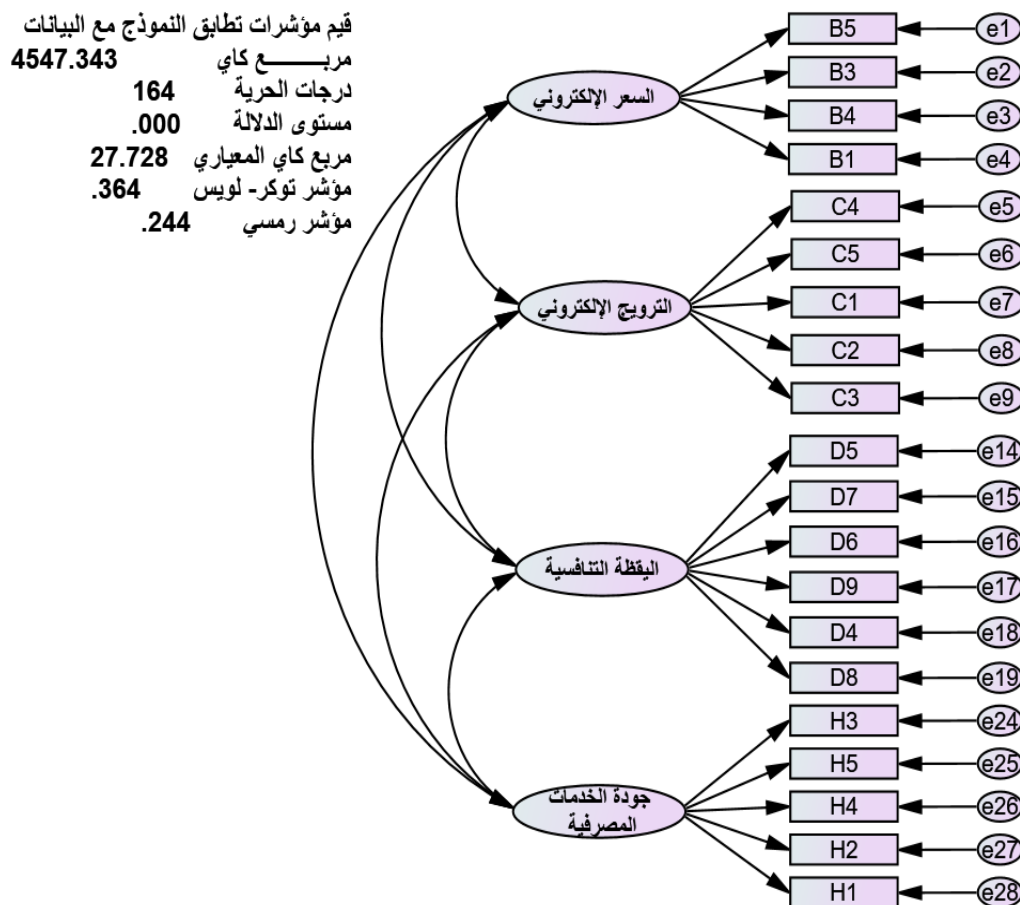 قيم مؤشرات تطابق النموذج مع البيانات
مربـــــــع كاي 4547.343
درجات الحرية 164
مستوى الدلالة .000
مربع كاي المعياري 27.728
مؤشر توكر- لويس .364
مؤشر رمسي .244
السعر الإلكتروني
B5 e1
B3 e2
B4 e3
B1 e4
الترويج الإلكتروني
C4 e5
C5 e6
C1 e7
C2 e8
C3 e9
اليقظة التنافسية
D5 e14
D7 e15
D6 e16
D9 e17
D4 e18
D8 e19
جودة الخدمات
المصرفية
H3 e24
H5 e25
H4 e26
H2 e27
H1 e28